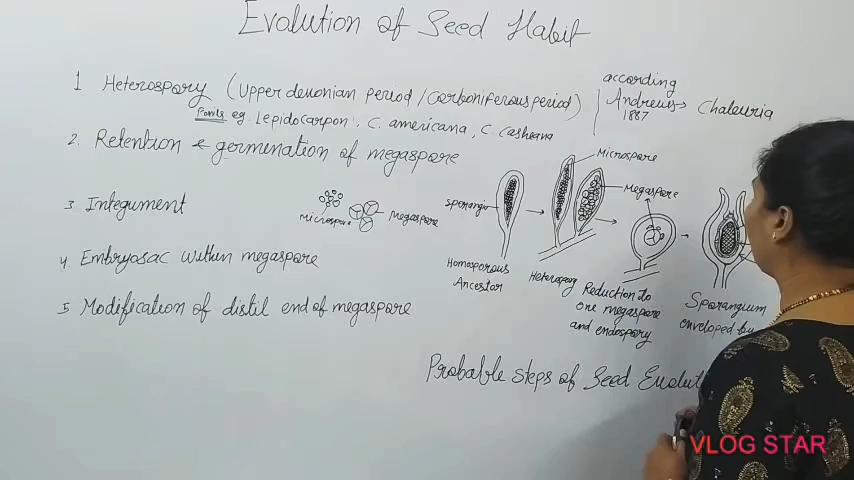 Evolution of Seed Habit
1 Heterospory (Upper devonian period / Carboniferous period)
according
Andrews → Chaleuria
1887
Fossils eg Lepidocarpon, C. americana, C. casheana
2. Retention & germination of megaspore
3 Integument
4 Embryosac within megaspore
5 Modification of distil end of megaspore
Microspore
Megaspore
Sporangia
Microspore
Megaspore
Homosporous
Ancestor
Heterospory
Reduction to
one megaspore
and endospory
Sporangium
enveloped by
Probable steps of Seed
VLOG STAR